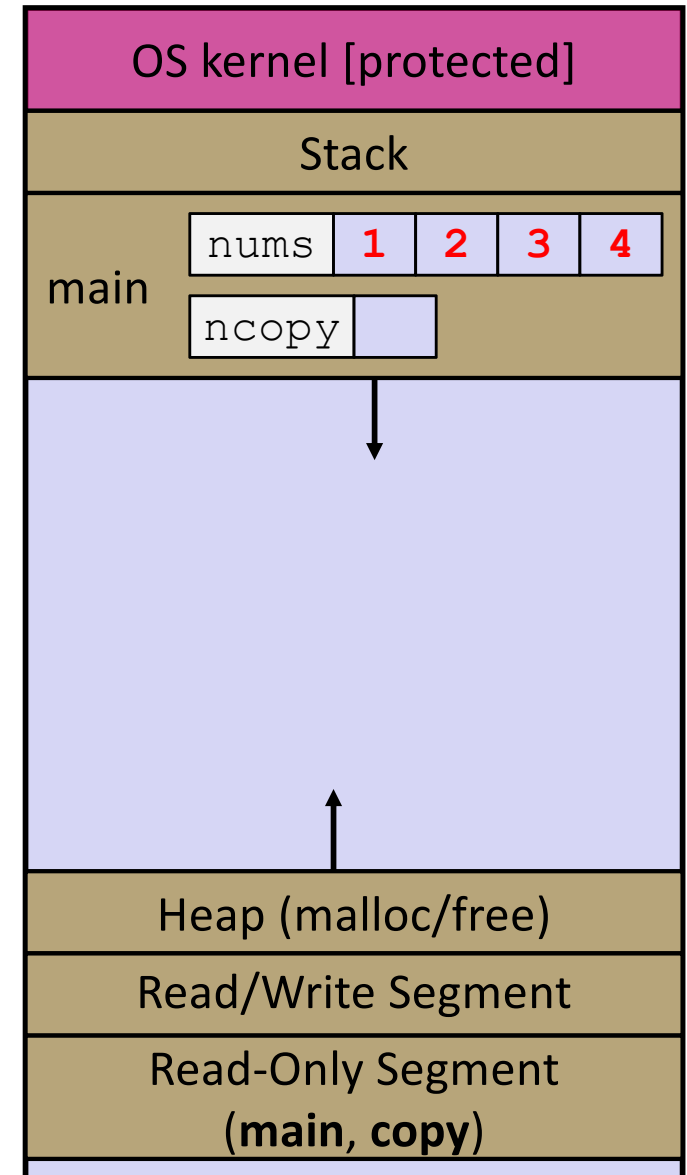 OS kernel [protected]
Stack
main
nums 1 2 3 4
ncopy
Heap (malloc/free)
Read/Write Segment
Read-Only Segment
(main, copy)